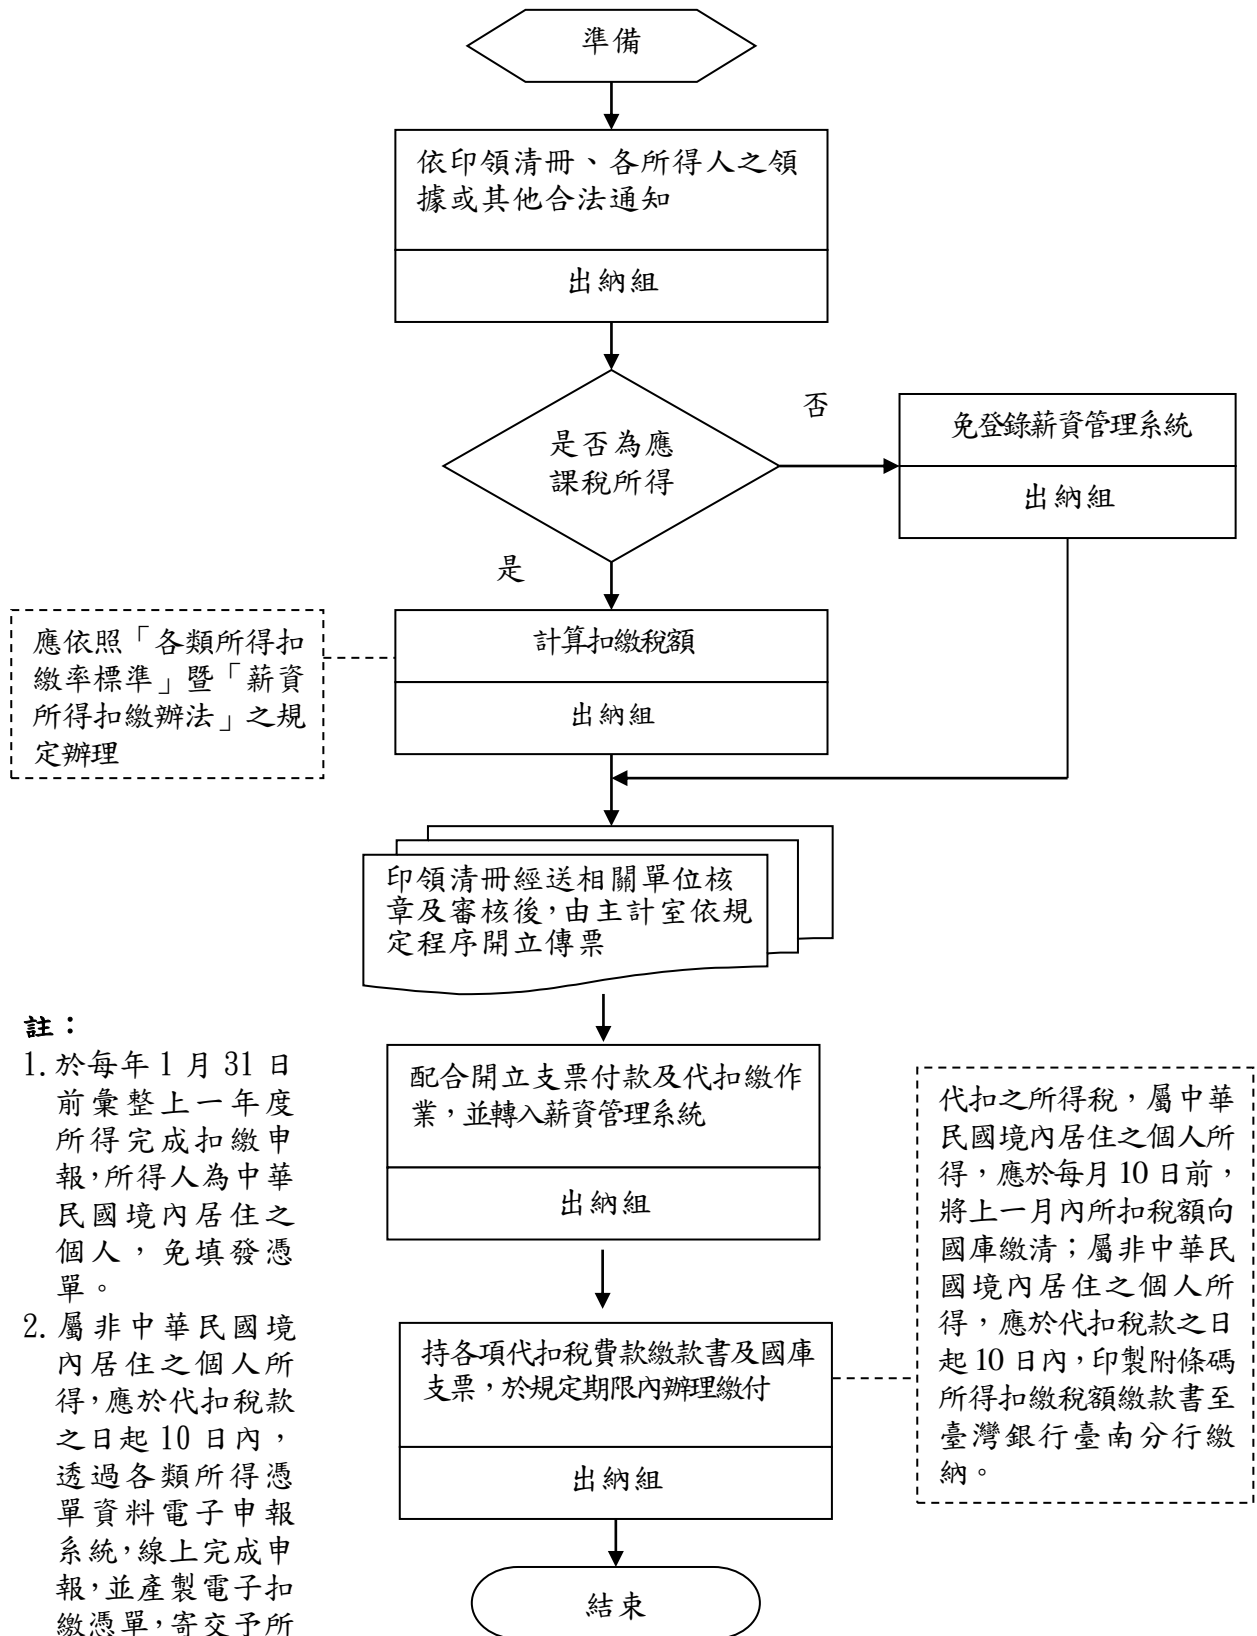 準備
依印領清冊、各所得人之領
據或其他合法通知
出納組
是否為應
課稅所得
否
免登錄薪資管理系統
出納組
是
應依照「各類所得扣
繳率標準」暨「薪資
所得扣繳辦法」之規
定辦理
計算扣繳稅額
出納組
印領清冊經送相關單位核
章及審核後，由主計室依規
定程序開立傳票
配合開立支票付款及代扣繳作
業，並轉入薪資管理系統
出納組
持各項代扣稅費款繳款書及國庫
支票，於規定期限內辦理繳付
出納組
代扣之所得稅，屬中華
民國境內居住之個人所
得，應於每月 10 日前，
將上一月內所扣稅額向
國庫繳清；屬非中華民
國境內居住之個人所
得，應於代扣稅款之日
起 10 日內，印製附條碼
所得扣繳稅額繳款書至
臺灣銀行臺南分行繳
納。
結束
註：
1. 於每年 1 月 31 日
前彙整上一年度
所得完成扣繳申
報，所得人為中華
民國境內居住之
個人，免填發憑
單。
2. 屬非中華民國境
內居住之個人所
得，應於代扣稅款
之日起 10 日內，
透過各類所得憑
單資料電子申報
系統，線上完成申
報，並產製電子扣
繳憑單，寄交予所